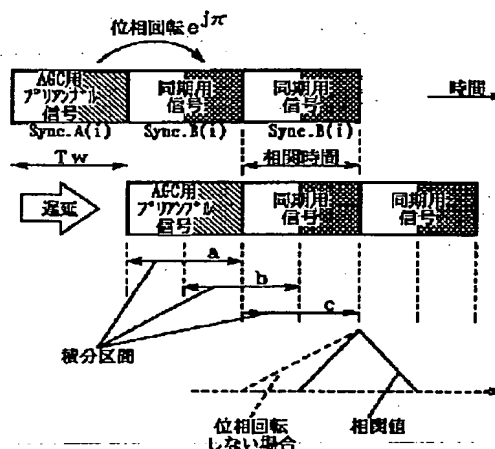 位相回転 e^{jπ}
AGC用
プリアンブル
信号
同期用
信号
同期用
信号
時間
Sync.A(i)
Sync.B(i)
Sync.B(i)
Tw
相関時間
遅延
AGC用
プリアンブル
信号
同期用
信号
同期用
信号
a
b
c
積分区間
位相回転
しない場合
相関値